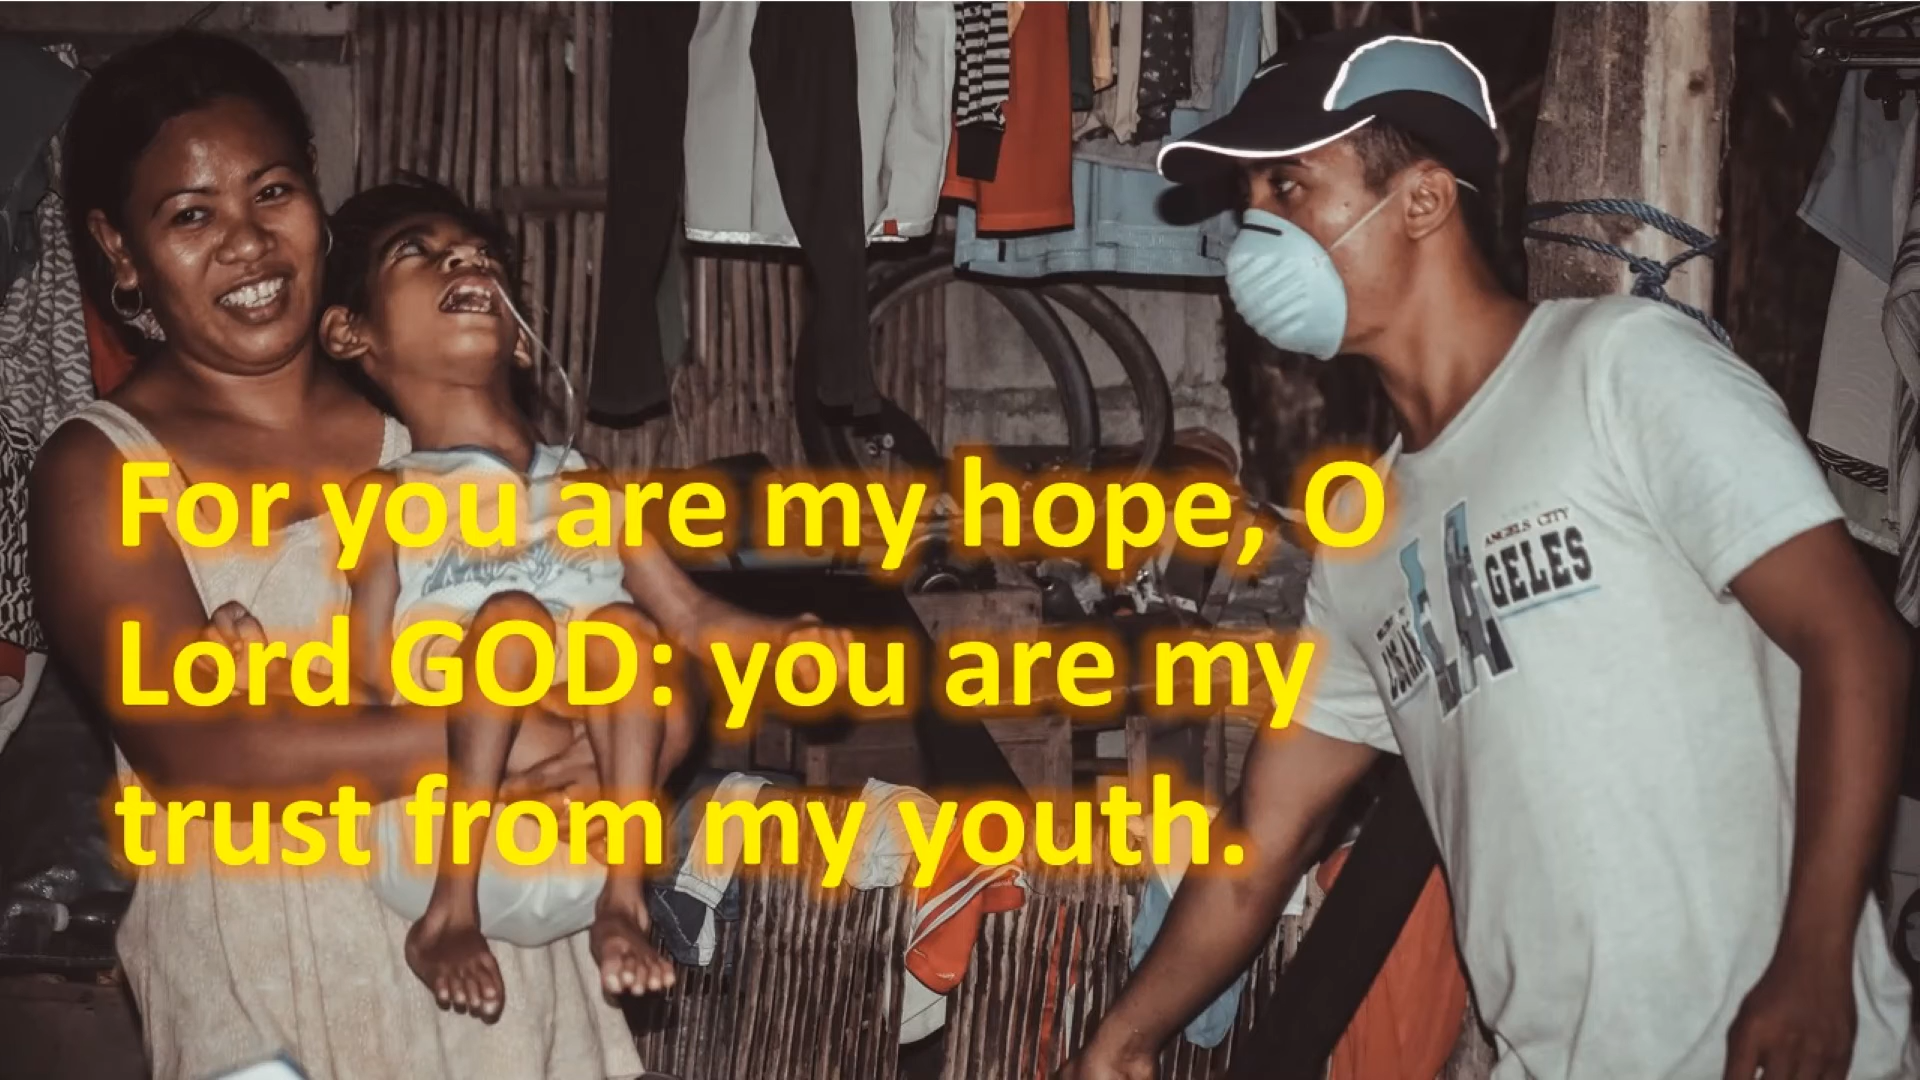 For you are my hope, O
Lord GOD: you are my
trust from my youth.
ANGELS CITY
GELES
LA